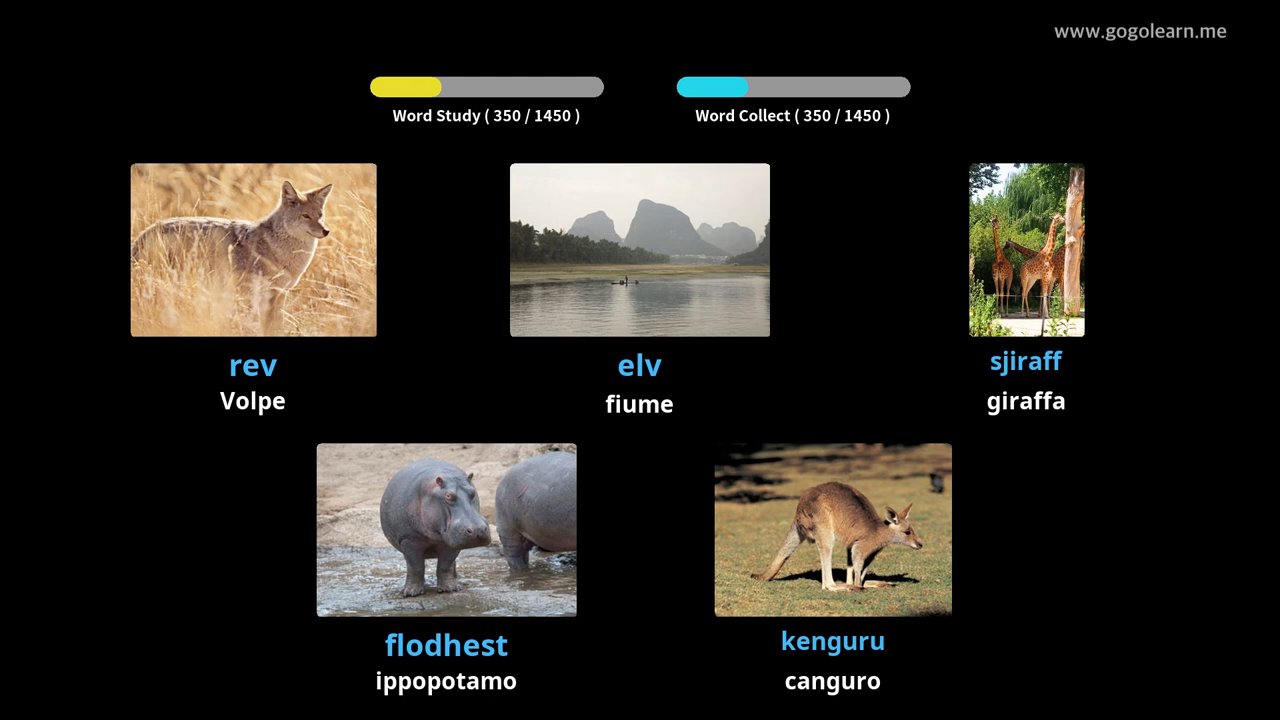 www.gogolearn.me
Word Study ( 350 / 1450 )
Word Collect ( 350 / 1450 )
rev
Volpe
elv
fiume
sjiraff
giraffa
flodhest
ippopotamo
kenguru
canguro